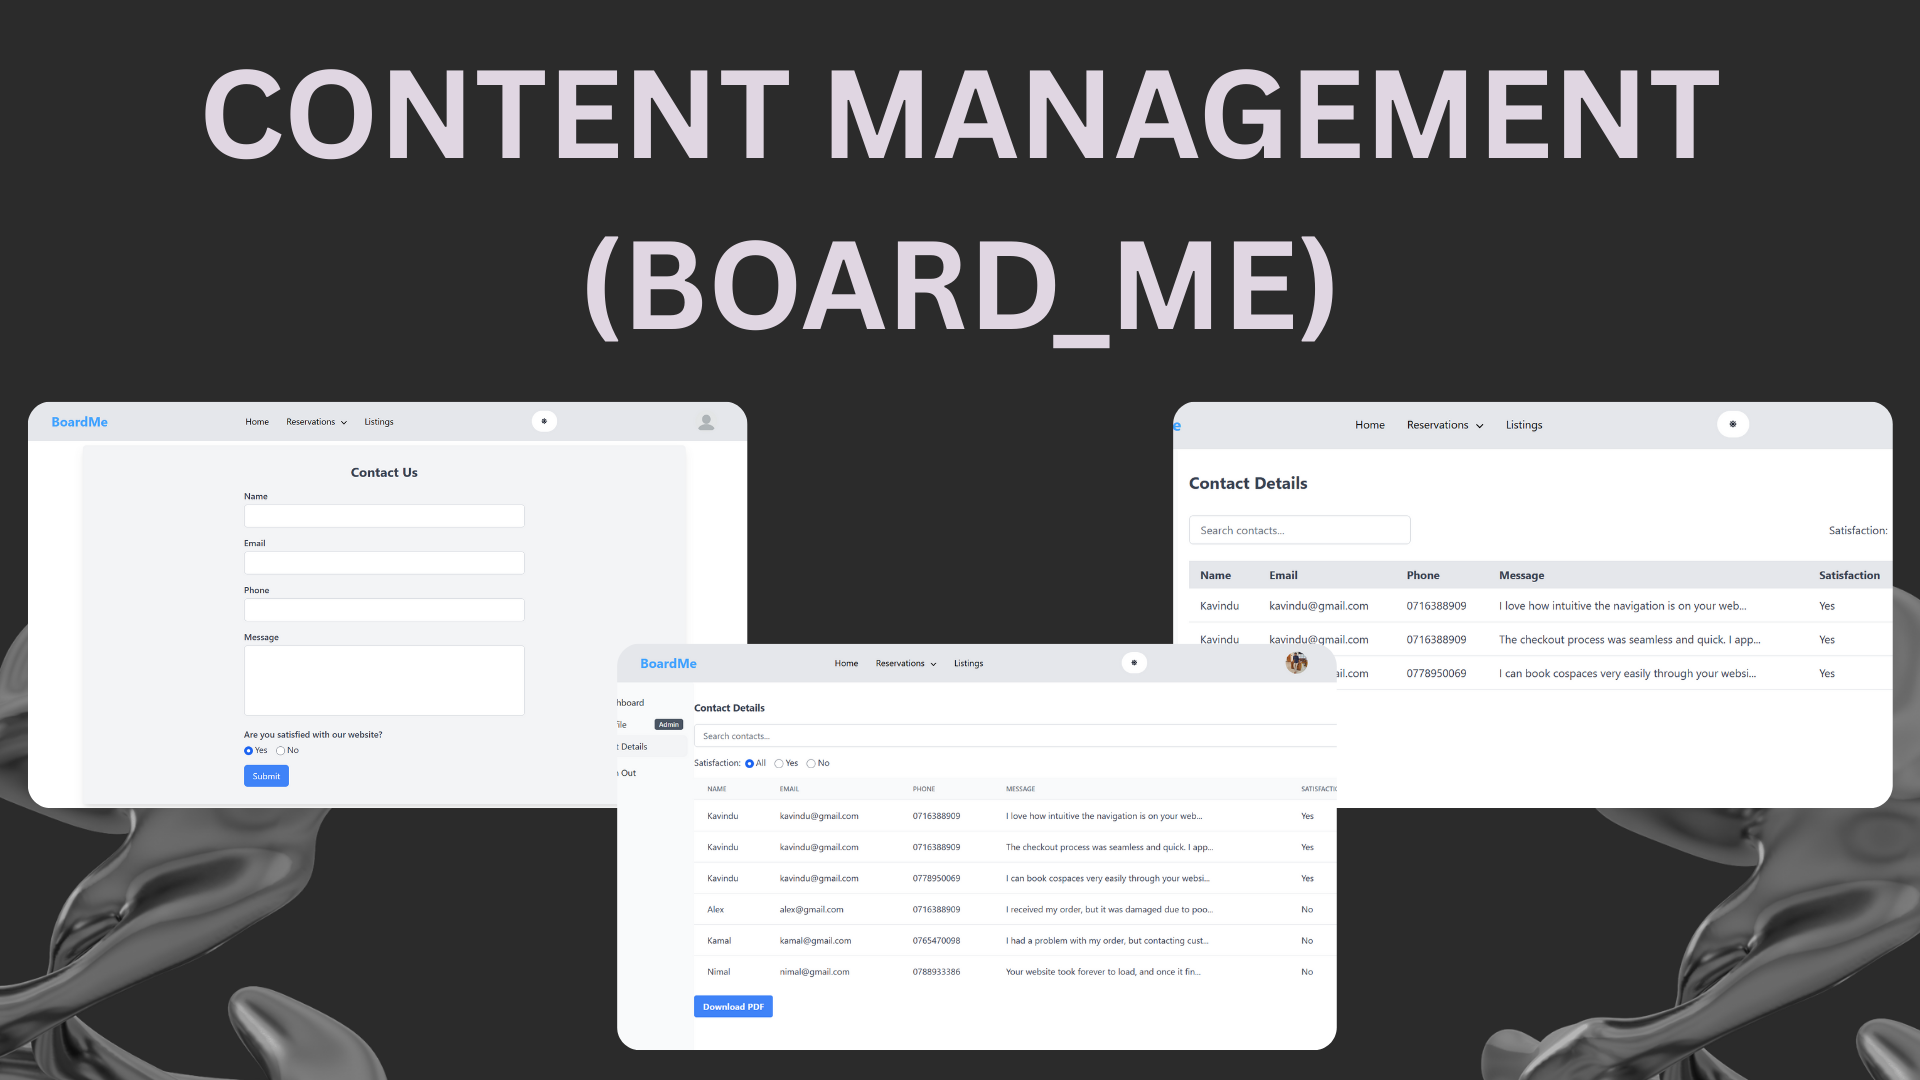 CONTENT MANAGEMENT
(BOARD_ME)
BoardMe Home Reservations Listings
Contact Us
Name
Email
Phone
Message
Are you satisfied with our website?
Yes No
Submit
e Home Reservations Listings
Contact Details
Search contacts... Satisfaction:
Name Email Phone Message Satisfaction
Kavindu kavindu@gmail.com 0716388909 I love how intuitive the navigation is on your web... Yes
Kavindu kavindu@gmail.com 0716388909 The checkout process was seamless and quick. I app... Yes
ail.com 0778950069 I can book cospaces very easily through your websi... Yes
BoardMe Home Reservations Listings
hboard
file Admin
t Details
n Out
Contact Details
Search contacts...
Satisfaction: All Yes No
NAME EMAIL PHONE MESSAGE SATISFACTIO
Kavindu kavindu@gmail.com 0716388909 I love how intuitive the navigation is on your web... Yes
Kavindu kavindu@gmail.com 0716388909 The checkout process was seamless and quick. I app... Yes
Kavindu kavindu@gmail.com 0778950069 I can book cospaces very easily through your websi... Yes
Alex alex@gmail.com 0716388909 I received my order, but it was damaged due to poo... No
Kamal kamal@gmail.com 0765470098 I had a problem with my order, but contacting cust... No
Nimal nimal@gmail.com 0788933386 Your website took forever to load, and once it fin... No
Download PDF